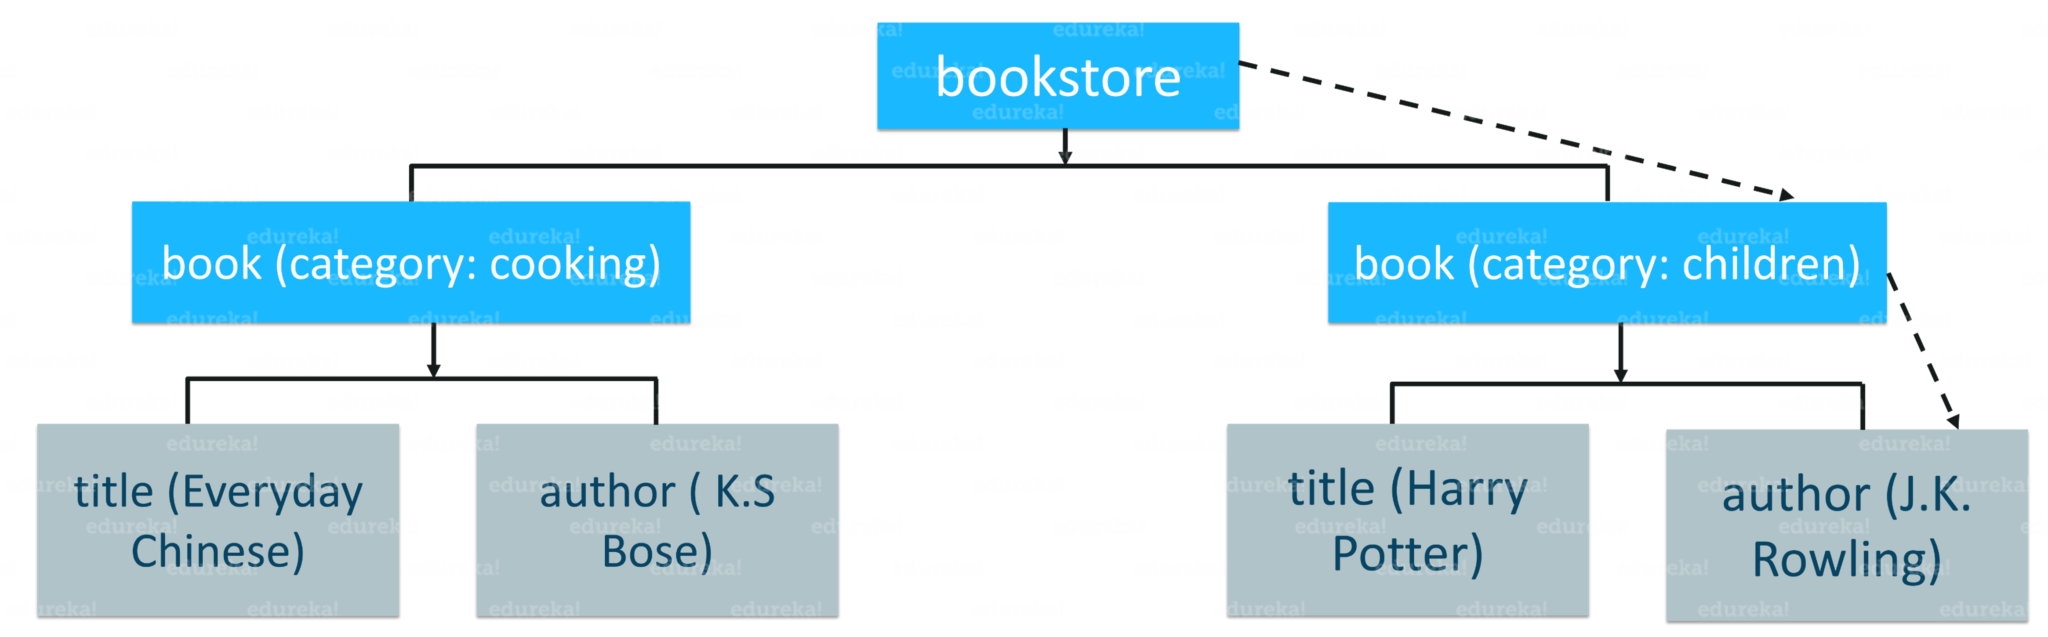 bookstore
book (category: cooking)
book (category: children)
title (Everyday
Chinese)
author ( K.S
Bose)
title (Harry
Potter)
author (J.K.
Rowling)
edureka!